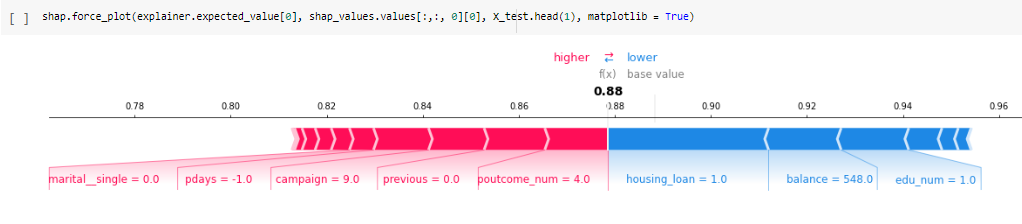 [ ] shap.force_plot(explainer.expected_value[0], shap_values.values[:,:, 0][0], X_test.head(1), matplotlib = True)
higher ⇄ lower
f(x) base value
0.88
0.78 0.80 0.82 0.84 0.86 0.88 0.90 0.92 0.94 0.96
marital__single = 0.0 pdays = -1.0 campaign = 9.0 previous = 0.0 poutcome_num = 4.0 housing_loan = 1.0 balance = 548.0 edu_num = 1.0